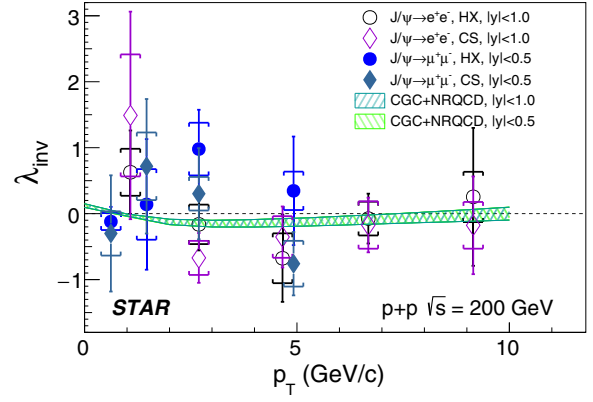 3
2
1
0
−1
λinv
J/ψ→e⁺e⁻, HX, |y|<1.0
J/ψ→e⁺e⁻, CS, |y|<1.0
J/ψ→μ⁺μ⁻, HX, |y|<0.5
J/ψ→μ⁺μ⁻, CS, |y|<0.5
CGC+NRQCD, |y|<1.0
CGC+NRQCD, |y|<0.5
STAR
p+p √s = 200 GeV
0 5 10
pT (GeV/c)